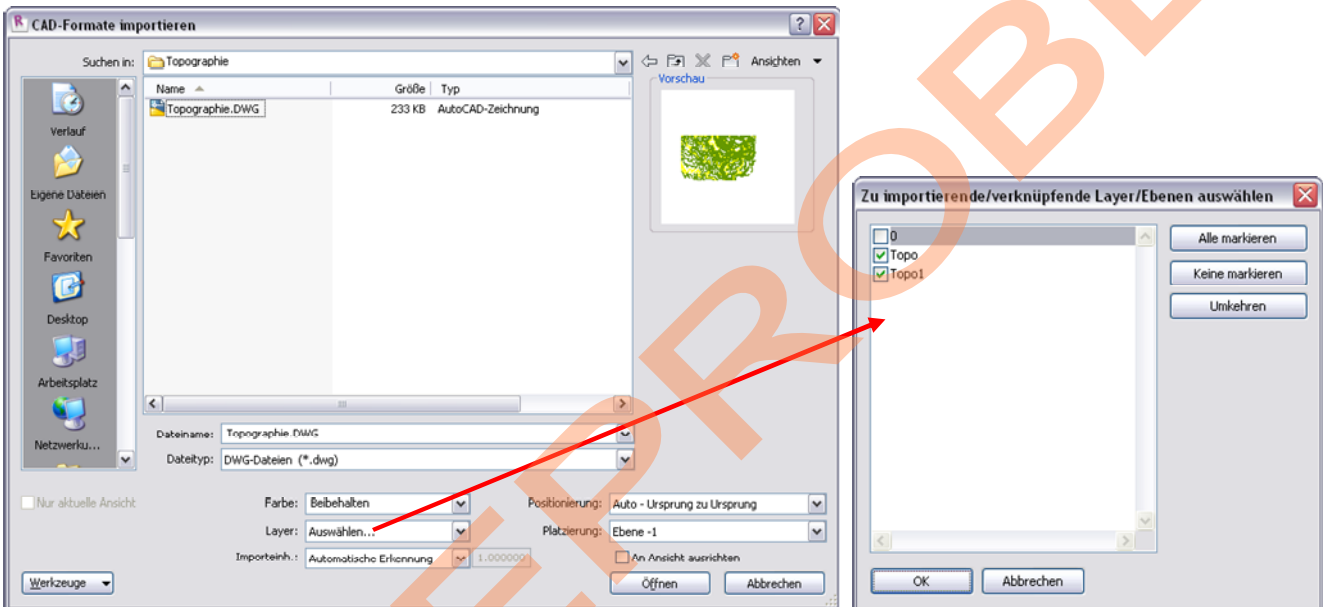 CAD-Formate importieren
Suchen in: Topographie Ansichten
Name Größe Typ Vorschau
Topographie.DWG 233 KB AutoCAD-Zeichnung
Verlauf
Eigene Dateien
Favoriten
Desktop
Arbeitsplatz
Netzwerku...
Dateiname: Topographie.DWG
Dateityp: DWG-Dateien (*.dwg)
Nur aktuelle Ansicht Farbe: Beibehalten Positionierung: Auto - Ursprung zu Ursprung
Layer: Auswählen... Platzierung: Ebene -1
Importeinh.: Automatische Erkennung 1.000000 An Ansicht ausrichten
Werkzeuge Öffnen Abbrechen
Zu importierende/verknüpfende Layer/Ebenen auswählen
0 Alle markieren
Topo
Topo1 Keine markieren
Umkehren
OK Abbrechen
EPROBE